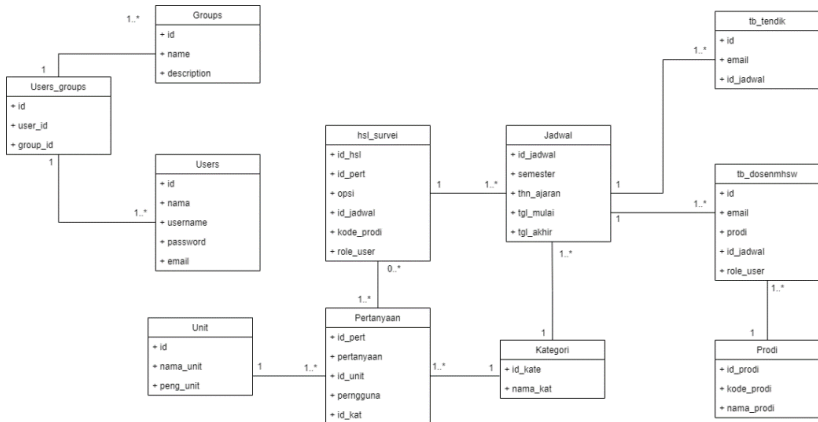 Groups
+ id
+ name
+ description
1..*
1
Users_groups
+ id
+ user_id
+ group_id
1
1..*
Users
+ id
+ nama
+ username
+ password
+ email
hsl_survei
+ id_hsl
+ id_pert
+ opsi
+ id_jadwal
+ kode_prodi
+ role_user
1
1..*
0..*
1..*
Jadwal
+ id_jadwal
+ semester
+ thn_ajaran
+ tgl_mulai
+ tgl_akhir
1
1..*
1
1..*
1..*
1
tb_tendik
+ id
+ email
+ id_jadwal
tb_dosenmhsw
+ id
+ email
+ prodi
+ id_jadwal
+ role_user
1..*
1
Unit
+ id
+ nama_unit
+ peng_unit
1
1..*
Pertanyaan
+ id_pert
+ pertanyaan
+ id_unit
+ perngguna
+ id_kat
1..*
1
Kategori
+ id_kate
+ nama_kat
Prodi
+ id_prodi
+ kode_prodi
+ nama_prodi